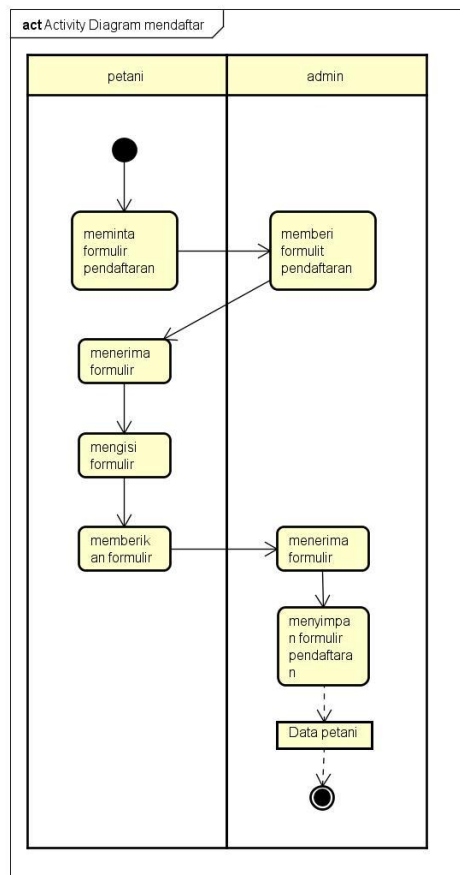 act Activity Diagram mendaftar
petani
admin
meminta
formulir
pendaftaran
memberi
formulit
pendaftaran
menerima
formulir
mengisi
formulir
memberik
an formulir
menerima
formulir
menyimpa
n formulir
pendaftara
n
Data petani